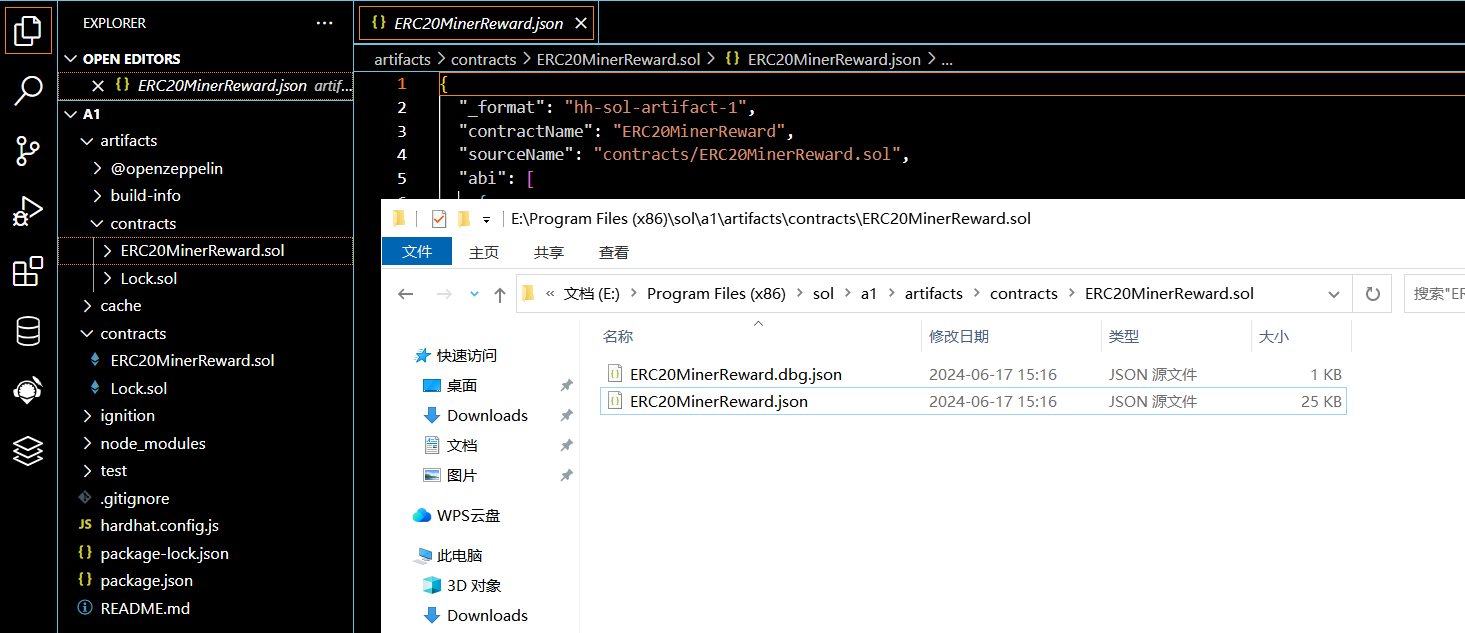 EXPLORER ...
OPEN EDITORS
{} ERC20MinerReward.json artif...
A1
artifacts
@openzeppelin
build-info
contracts
ERC20MinerReward.sol
Lock.sol
cache
contracts
ERC20MinerReward.sol
Lock.sol
ignition
node_modules
test
.gitignore
JS hardhat.config.js
{} package-lock.json
{} package.json
README.md
{} ERC20MinerReward.json
artifacts > contracts > ERC20MinerReward.sol > {} ERC20MinerReward.json > ...
1 {
2 "_format": "hh-sol-artifact-1",
3 "contractName": "ERC20MinerReward",
4 "sourceName": "contracts/ERC20MinerReward.sol",
5 "abi": [
E:\Program Files (x86)\sol\a1\artifacts\contracts\ERC20MinerReward.sol
文件 主页 共享 查看
« 文档 (E:) > Program Files (x86) > sol > a1 > artifacts > contracts > ERC20MinerReward.sol 搜索"ER
名称 修改日期 类型 大小
ERC20MinerReward.dbg.json 2024-06-17 15:16 JSON 源文件 1 KB
ERC20MinerReward.json 2024-06-17 15:16 JSON 源文件 25 KB
快速访问
桌面
Downloads
文档
图片
WPS云盘
此电脑
3D 对象
Downloads